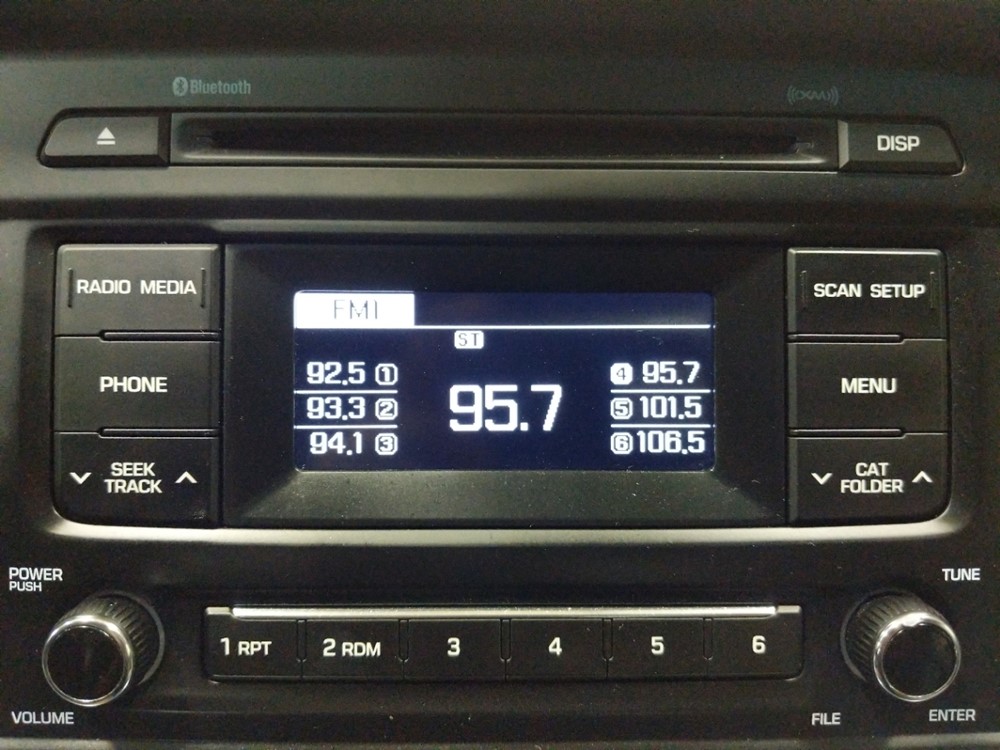 Bluetooth
((XM))
DISP
RADIO MEDIA
SCAN SETUP
FM1
ST
PHONE
MENU
92.5 1
93.3 2
94.1 3
95.7
4 95.7
5 101.5
6 106.5
SEEK
TRACK
CAT
FOLDER
POWER
PUSH
TUNE
1 RPT
2 RDM
3
4
5
6
VOLUME
FILE
ENTER